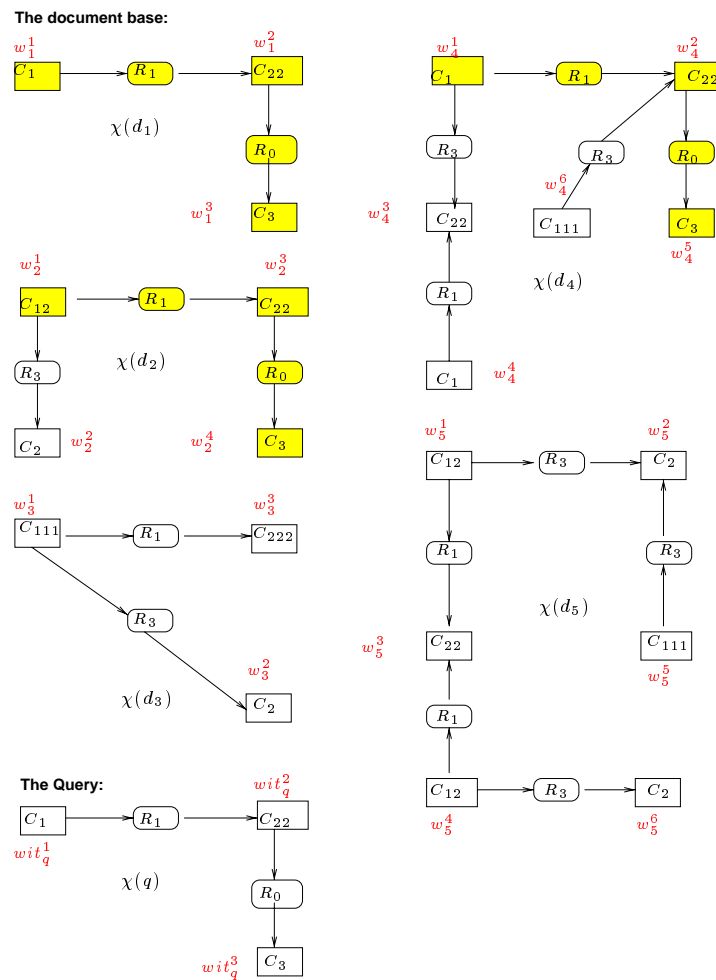 The document base:
w_1^1 w_1^2
C_1 R_1 C_22
χ(d_1)
R_0
w_1^3 C_3
w_2^1 w_2^3
C_12 R_1 C_22
χ(d_2)
R_3 R_0
C_2 w_2^2 w_2^4 C_3
w_3^1 w_3^3
C_111 R_1 C_222
R_3
w_3^2
χ(d_3) C_2
The Query:
wit_q^2
C_1 R_1 C_22
wit_q^1
χ(q) R_0
wit_q^3 C_3
w_4^1 w_4^2
C_1 R_1 C_22
R_3 R_3 R_0
w_4^6
w_4^3 C_22 C_111 C_3
w_4^5
R_1 χ(d_4)
C_1 w_4^4
w_5^1 w_5^2
C_12 R_3 C_2
R_1 R_3
χ(d_5)
w_5^3 C_22 C_111
w_5^5
R_1
C_12 R_3 C_2
w_5^4 w_5^6